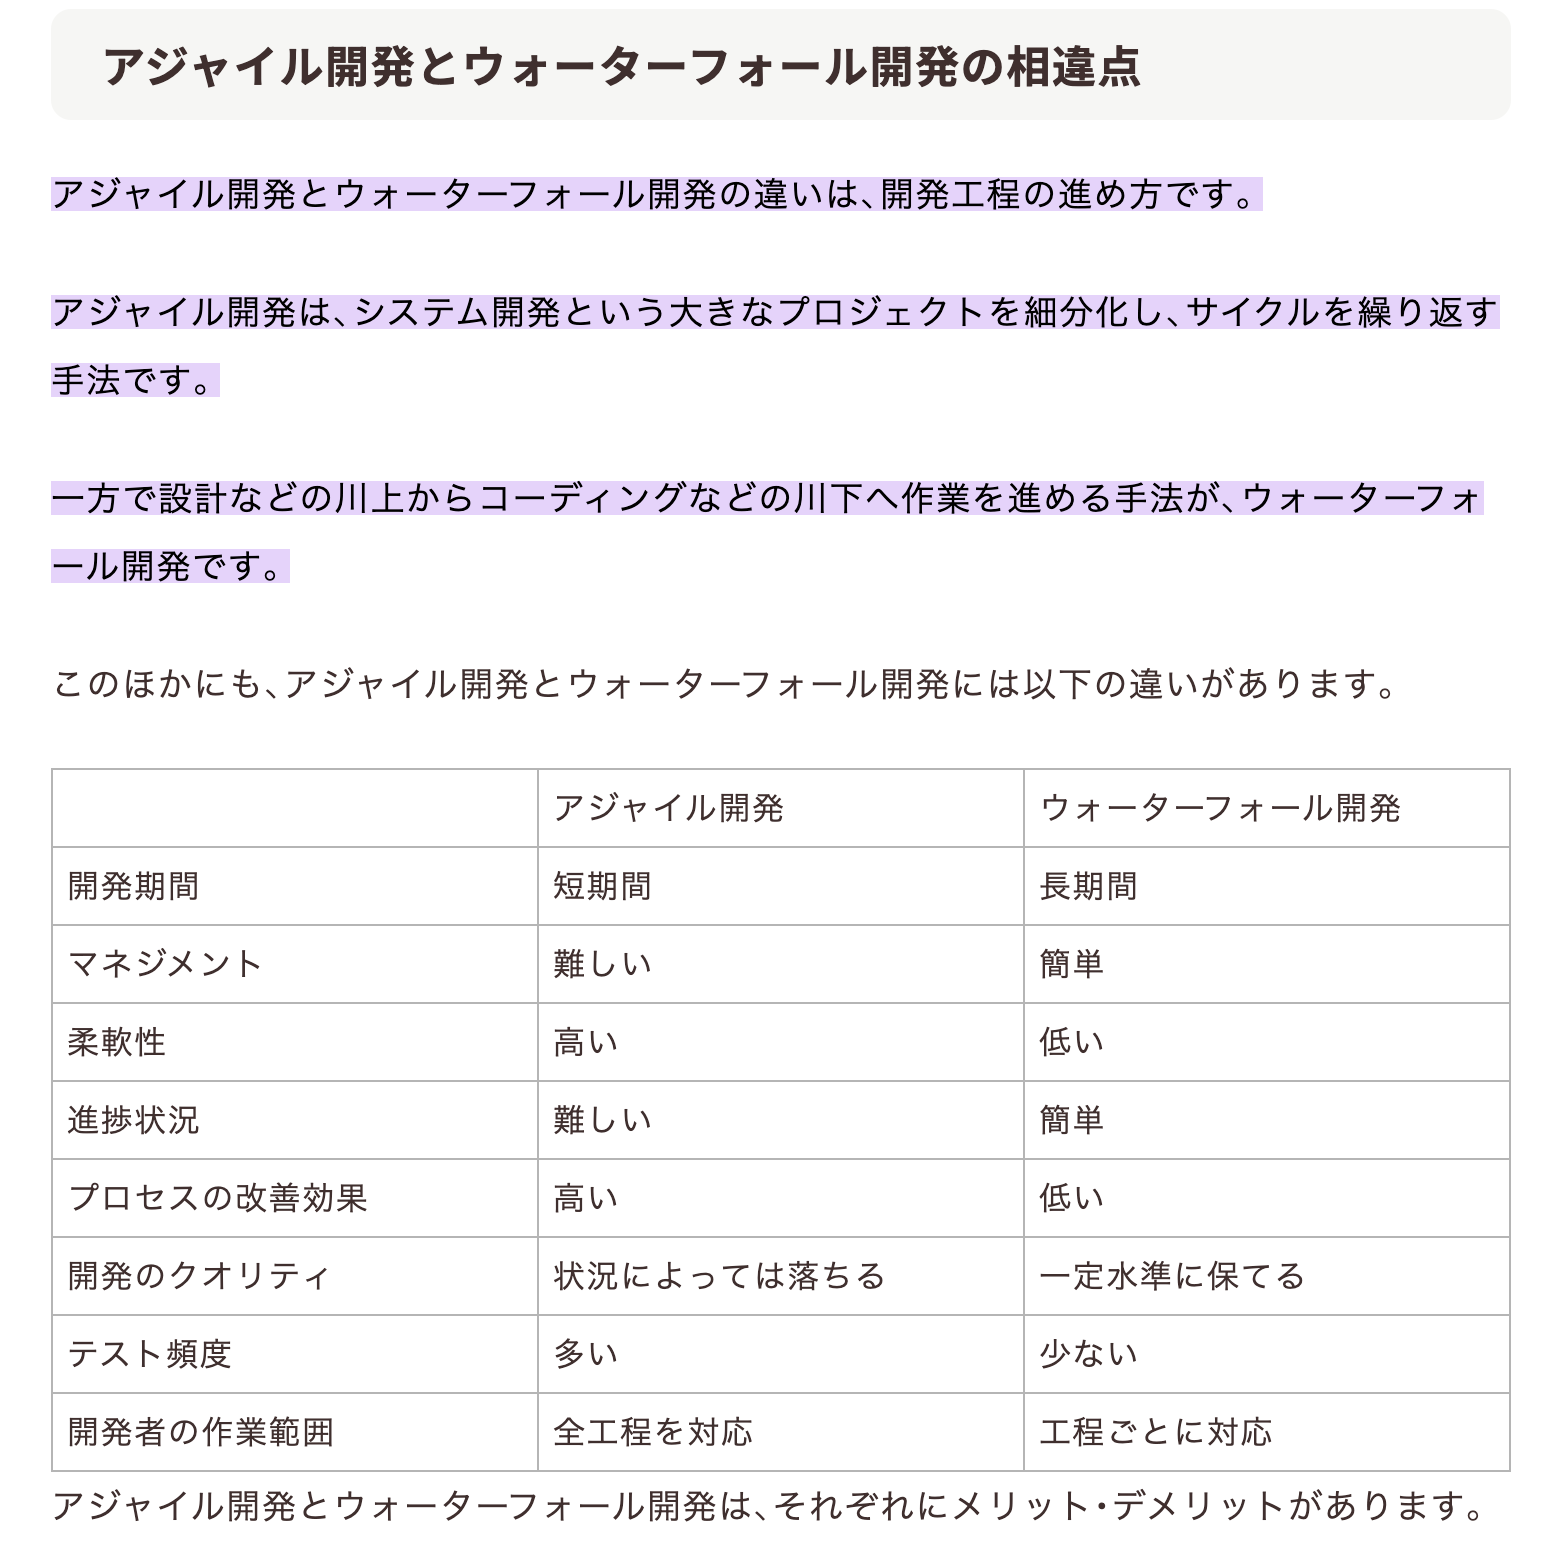 アジャイル開発とウォーターフォール開発の相違点
アジャイル開発とウォーターフォール開発の違いは、開発工程の進め方です。
アジャイル開発は、システム開発という大きなプロジェクトを細分化し、サイクルを繰り返す
手法です。
一方で設計などの川上からコーディングなどの川下へ作業を進める手法が、ウォーターフォ
ール開発です。
このほかにも、アジャイル開発とウォーターフォール開発には以下の違いがあります。
アジャイル開発 ウォーターフォール開発
開発期間 短期間 長期間
マネジメント 難しい 簡単
柔軟性 高い 低い
進捗状況 難しい 簡単
プロセスの改善効果 高い 低い
開発のクオリティ 状況によっては落ちる 一定水準に保てる
テスト頻度 多い 少ない
開発者の作業範囲 全工程を対応 工程ごとに対応
アジャイル開発とウォーターフォール開発は、それぞれにメリット・デメリットがあります。